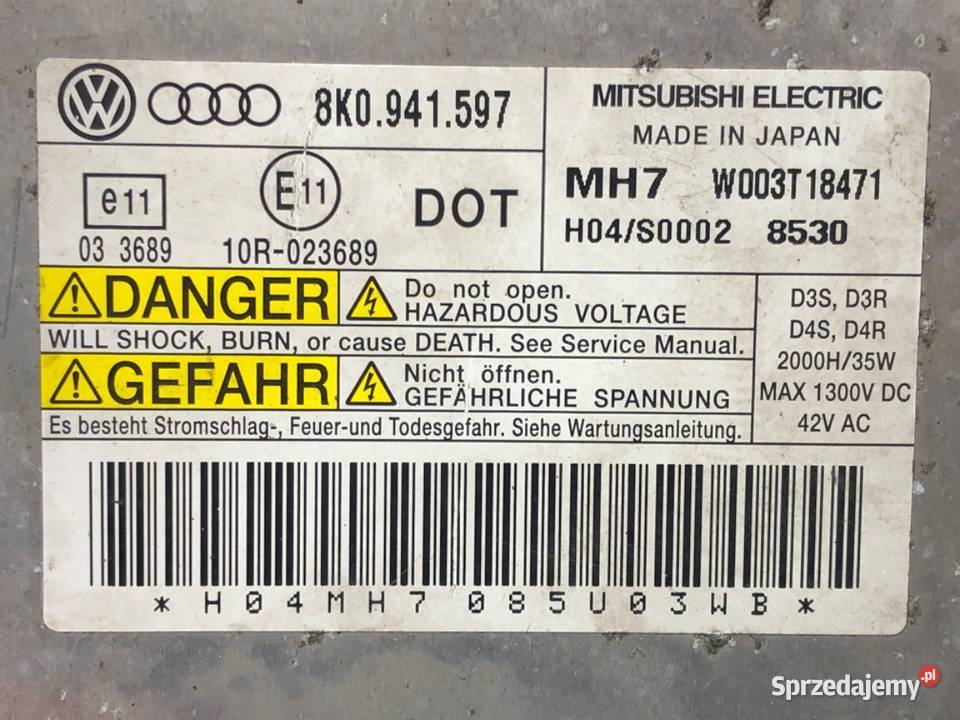 8K0.941.597
MITSUBISHI ELECTRIC
MADE IN JAPAN
MH7 W003T18471
H04/S0002 8530
e11
03 3689
E11
10R-023689
DOT
DANGER
Do not open.
HAZARDOUS VOLTAGE
WILL SHOCK, BURN, or cause DEATH. See Service Manual.
GEFAHR
Nicht öffnen.
GEFÄHRLICHE SPANNUNG
Es besteht Stromschlag-, Feuer-und Todesgefahr. Siehe Wartungsanleitung.
D3S, D3R
D4S, D4R
2000H/35W
MAX 1300V DC
42V AC
*H04MH7085U03WB*
Sprzedajemy.pl